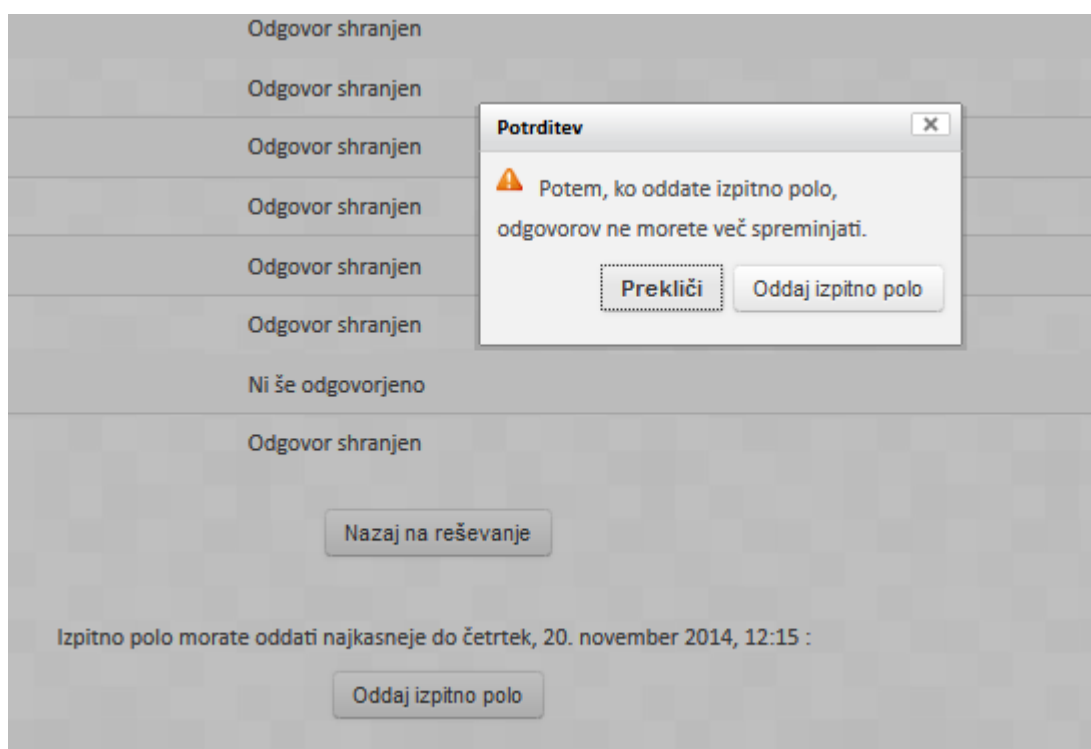 Odgovor shranjen
Odgovor shranjen
Odgovor shranjen
Odgovor shranjen
Odgovor shranjen
Odgovor shranjen
Ni še odgovorjeno
Odgovor shranjen
Potrditev
Potem, ko oddate izpitno polo,
odgovorov ne morete več spreminjati.
Prekliči
Oddaj izpitno polo
Nazaj na reševanje
Izpitno polo morate oddati najkasneje do četrtek, 20. november 2014, 12:15 :
Oddaj izpitno polo